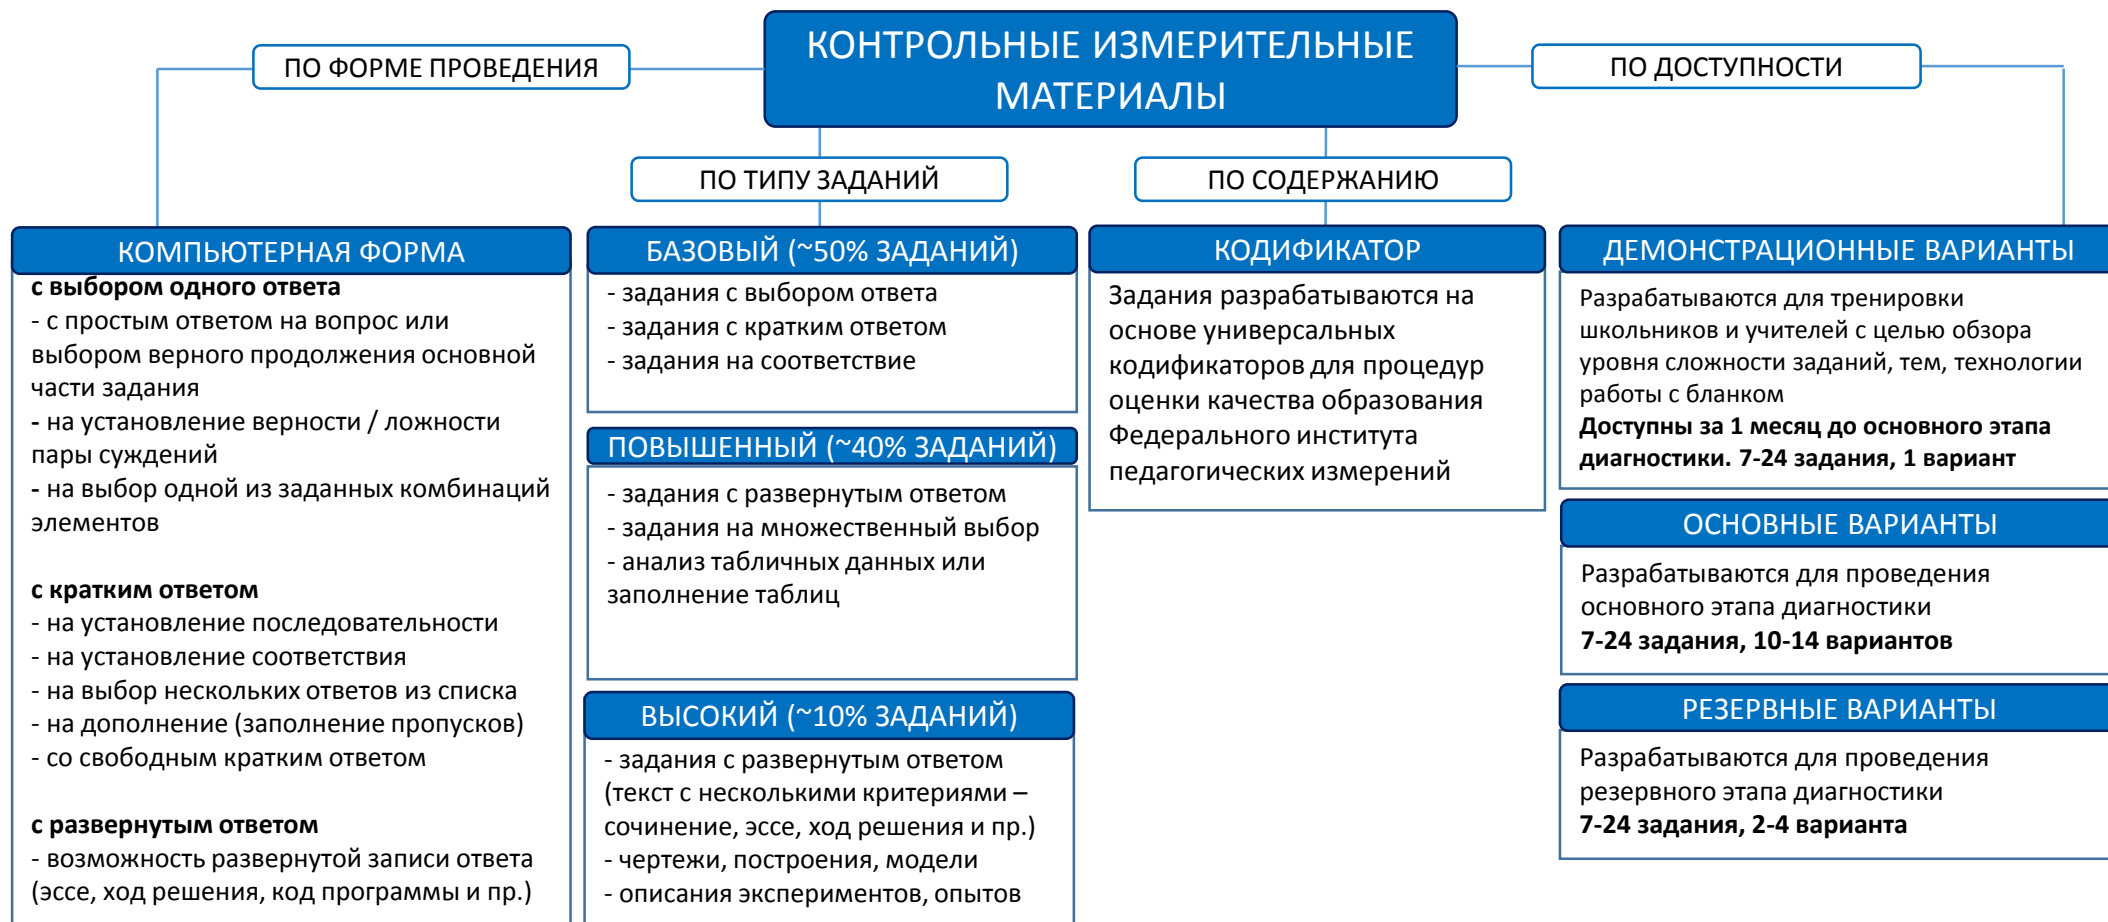 КОНТРОЛЬНЫЕ ИЗМЕРИТЕЛЬНЫЕ
МАТЕРИАЛЫ
ПО ФОРМЕ ПРОВЕДЕНИЯ
ПО ДОСТУПНОСТИ
ПО ТИПУ ЗАДАНИЙ
ПО СОДЕРЖАНИЮ
КОМПЬЮТЕРНАЯ ФОРМА
с выбором одного ответа
- с простым ответом на вопрос или
выбором верного продолжения основной
части задания
- на установление верности / ложности
пары суждений
- на выбор одной из заданных комбинаций
элементов
с кратким ответом
- на установление последовательности
- на установление соответствия
- на выбор нескольких ответов из списка
- на дополнение (заполнение пропусков)
- со свободным кратким ответом
с развернутым ответом
- возможность развернутой записи ответа
(эссе, ход решения, код программы и пр.)
БАЗОВЫЙ (~50% ЗАДАНИЙ)
- задания с выбором ответа
- задания с кратким ответом
- задания на соответствие
ПОВЫШЕННЫЙ (~40% ЗАДАНИЙ)
- задания с развернутым ответом
- задания на множественный выбор
- анализ табличных данных или
заполнение таблиц
ВЫСОКИЙ (~10% ЗАДАНИЙ)
- задания с развернутым ответом
(текст с несколькими критериями –
сочинение, эссе, ход решения и пр.)
- чертежи, построения, модели
- описания экспериментов, опытов
КОДИФИКАТОР
Задания разрабатываются на
основе универсальных
кодификаторов для процедур
оценки качества образования
Федерального института
педагогических измерений
ДЕМОНСТРАЦИОННЫЕ ВАРИАНТЫ
Разрабатываются для тренировки
школьников и учителей с целью обзора
уровня сложности заданий, тем, технологии
работы с бланком
Доступны за 1 месяц до основного этапа
диагностики. 7-24 задания, 1 вариант
ОСНОВНЫЕ ВАРИАНТЫ
Разрабатываются для проведения
основного этапа диагностики
7-24 задания, 10-14 вариантов
РЕЗЕРВНЫЕ ВАРИАНТЫ
Разрабатываются для проведения
резервного этапа диагностики
7-24 задания, 2-4 варианта